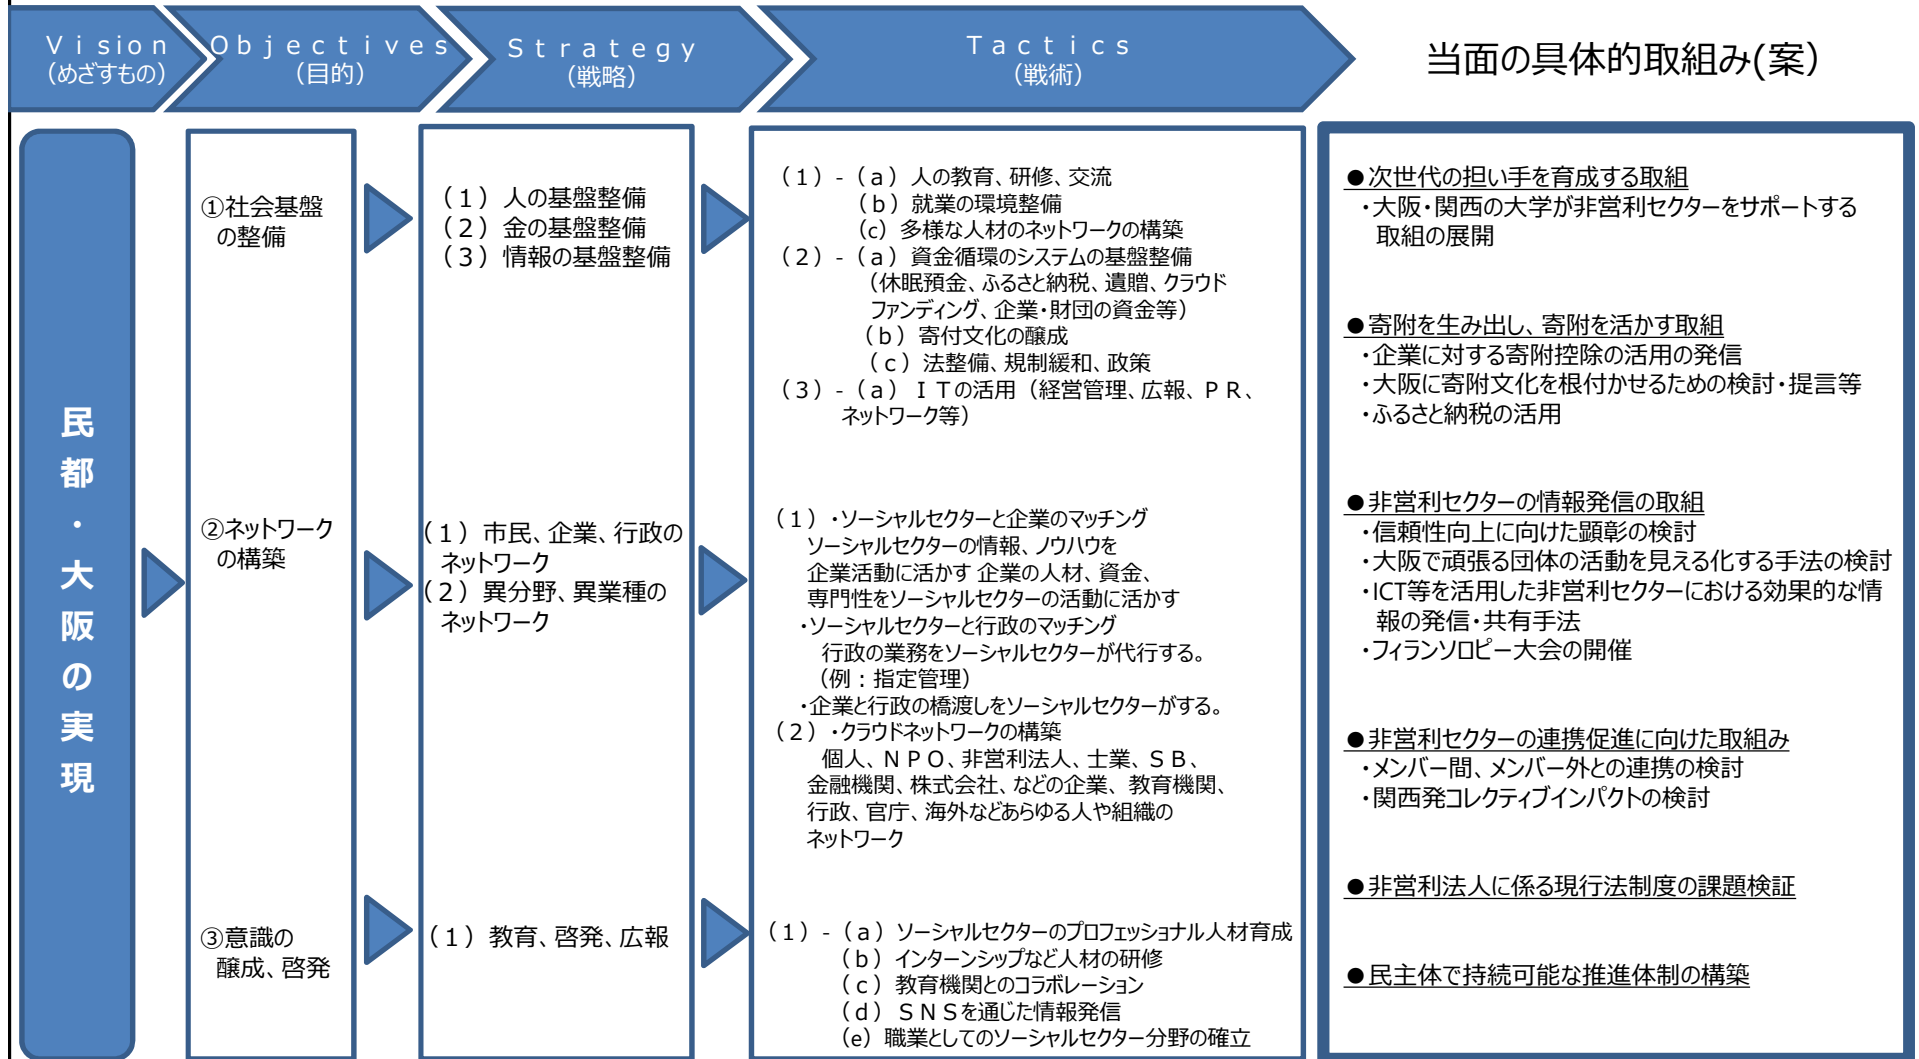 Vision
(めざすもの)
Objectives
(目的)
Strategy
(戦略)
Tactics
(戦術)
当面の具体的取組み(案)
民都・大阪の実現
①社会基盤
の整備
(1)人の基盤整備
(2)金の基盤整備
(3)情報の基盤整備
(1)-(a)人の教育、研修、交流
(b)就業の環境整備
(c)多様な人材のネットワークの構築
(2)-(a)資金循環のシステムの基盤整備
(休眠預金、ふるさと納税、遺贈、クラウド
ファンディング、企業・財団の資金等)
(b)寄付文化の醸成
(c)法整備、規制緩和、政策
(3)-(a)ITの活用(経営管理、広報、PR、
ネットワーク等)
②ネットワーク
の構築
(1)市民、企業、行政の
ネットワーク
(2)異分野、異業種の
ネットワーク
(1)・ソーシャルセクターと企業のマッチング
ソーシャルセクターの情報、ノウハウを
企業活動に活かす 企業の人材、資金、
専門性をソーシャルセクターの活動に活かす
・ソーシャルセクターと行政のマッチング
行政の業務をソーシャルセクターが代行する。
(例:指定管理)
・企業と行政の橋渡しをソーシャルセクターがする。
(2)・クラウドネットワークの構築
個人、NPO、非営利法人、士業、SB、
金融機関、株式会社、などの企業、教育機関、
行政、官庁、海外などあらゆる人や組織の
ネットワーク
③意識の
醸成、啓発
(1)教育、啓発、広報
(1)-(a)ソーシャルセクターのプロフェッショナル人材育成
(b)インターンシップなど人材の研修
(c)教育機関とのコラボレーション
(d)SNSを通じた情報発信
(e)職業としてのソーシャルセクター分野の確立
●次世代の担い手を育成する取組
・大阪・関西の大学が非営利セクターをサポートする
取組の展開
●寄附を生み出し、寄附を活かす取組
・企業に対する寄附控除の活用の発信
・大阪に寄附文化を根付かせるための検討・提言等
・ふるさと納税の活用
●非営利セクターの情報発信の取組
・信頼性向上に向けた顕彰の検討
・大阪で頑張る団体の活動を見える化する手法の検討
・ICT等を活用した非営利セクターにおける効果的な情
報の発信・共有手法
・フィランソロピー大会の開催
●非営利セクターの連携促進に向けた取組み
・メンバー間、メンバー外との連携の検討
・関西発コレクティブインパクトの検討
●非営利法人に係る現行法制度の課題検証
●民主体で持続可能な推進体制の構築